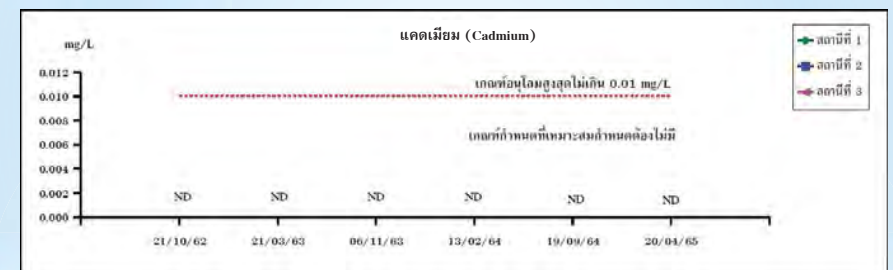 แคดเมียม (Cadmium)
mg/L
สถานีที่ 1
สถานีที่ 2
สถานีที่ 3
0.012
เกณฑ์อนุโลมสูงสุดไม่เกิน 0.01 mg/L
0.010
0.008
เกณฑ์กำหนดที่เหมาะสมกำหนดต้องไม่มี
0.006
0.004
0.002
ND ND ND ND ND ND
0.000
21/10/62 21/03/63 06/11/63 13/02/64 19/09/64 20/04/65